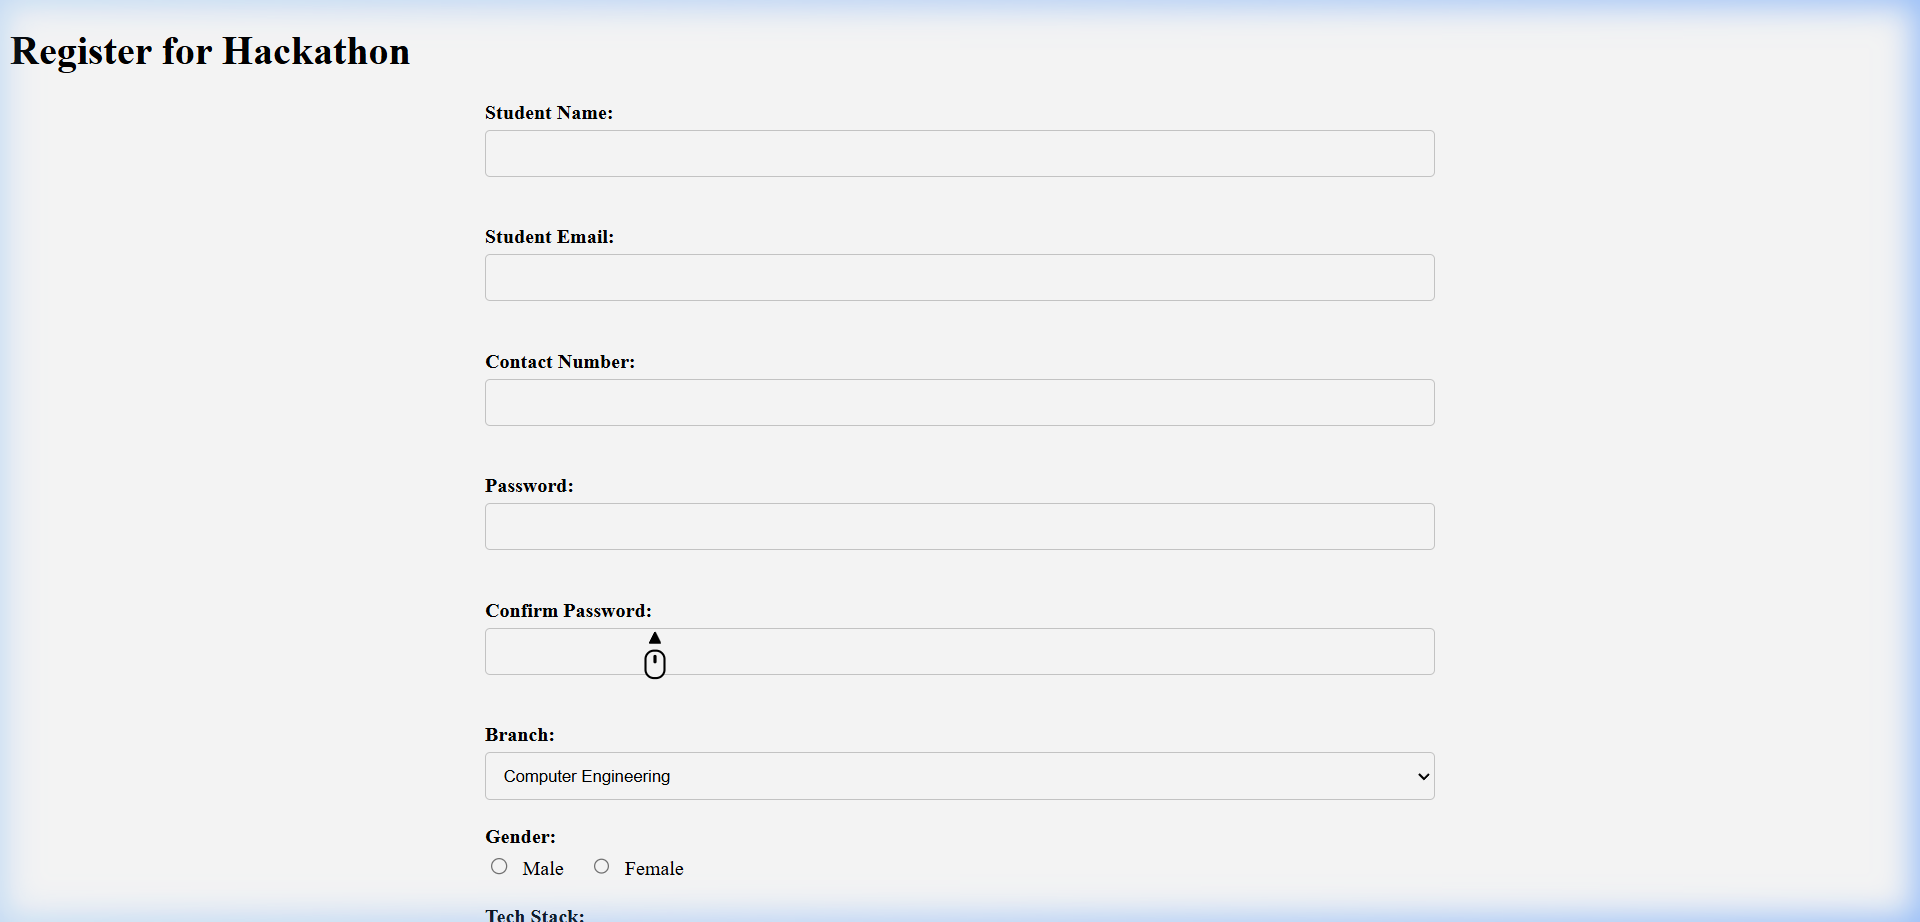 Register for Hackathon
Student Name:
Student Email:
Contact Number:
Password:
Confirm Password:
Branch:
Computer Engineering
Gender:
Male Female
Tech Stack: